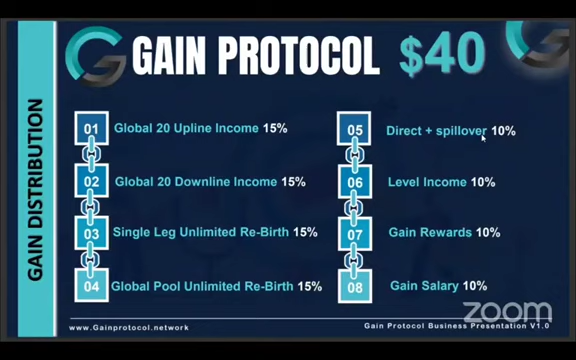 GAIN PROTOCOL $40
GAIN DISTRIBUTION
01 Global 20 Upline Income 15%
02 Global 20 Downline Income 15%
03 Single Leg Unlimited Re-Birth 15%
04 Global Pool Unlimited Re-Birth 15%
05 Direct + spillover 10%
06 Level Income 10%
07 Gain Rewards 10%
08 Gain Salary 10%
zoom
www.Gainprotocol.network
Gain Protocol Business Presentation V1.0